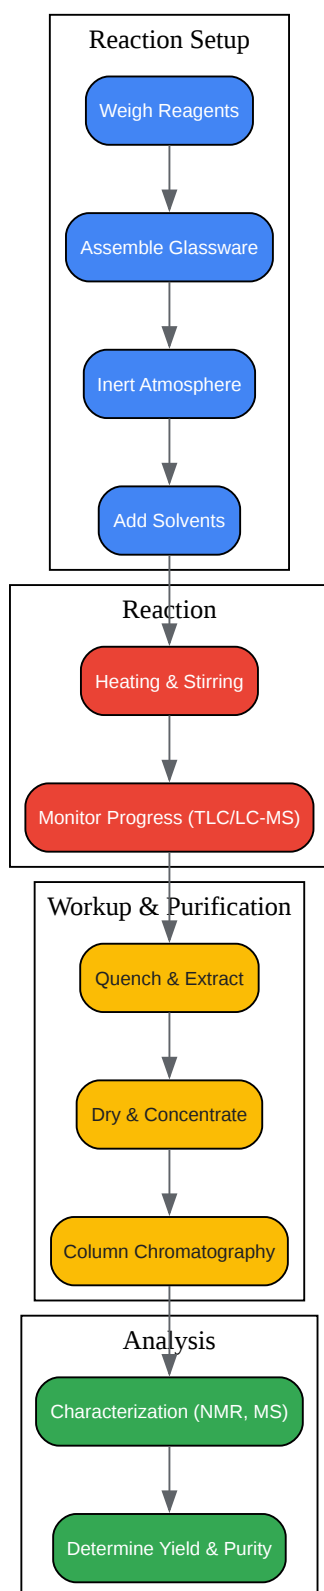 Reaction Setup
Weigh Reagents
Assemble Glassware
Inert Atmosphere
Add Solvents
Reaction
Heating & Stirring
Monitor Progress (TLC/LC-MS)
Workup & Purification
Quench & Extract
Dry & Concentrate
Column Chromatography
Analysis
Characterization (NMR, MS)
Determine Yield & Purity